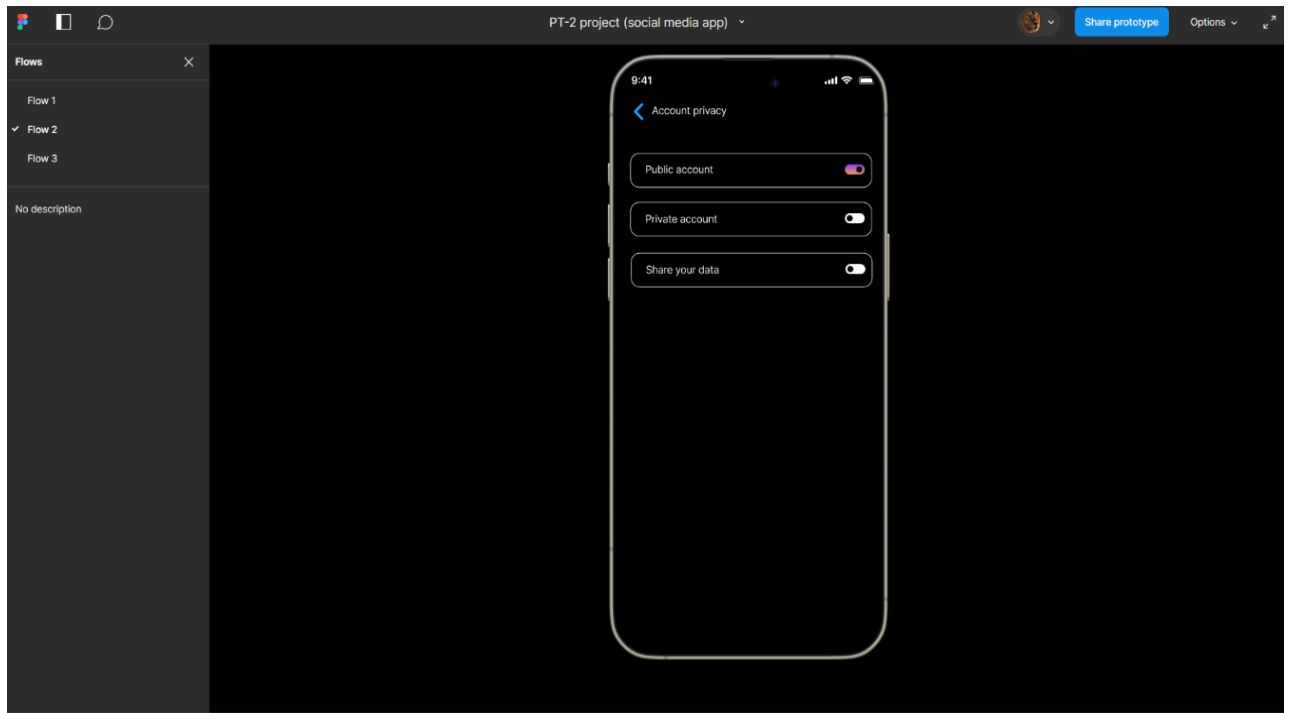 PT-2 project (social media app)
Share prototype
Options
Flows
Flow 1
Flow 2
Flow 3
No description
9:41
Account privacy
Public account
Private account
Share your data